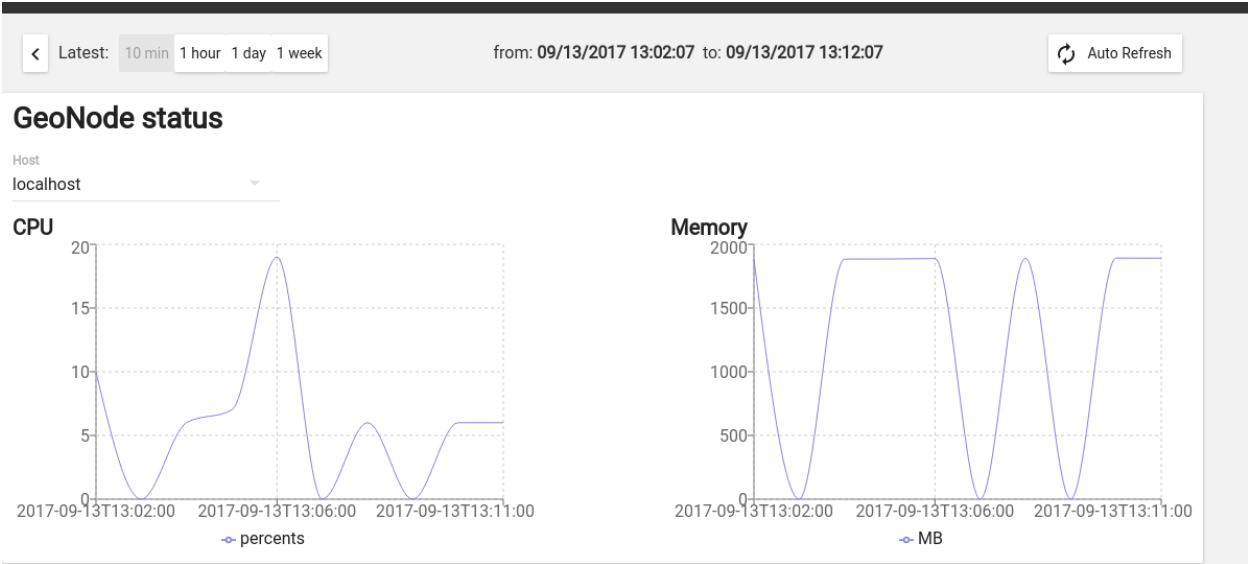 Latest: 10 min 1 hour 1 day 1 week from: 09/13/2017 13:02:07 to: 09/13/2017 13:12:07 Auto Refresh
GeoNode status
Host
localhost
CPU
20
15
10
5
0
2017-09-13T13:02:00 2017-09-13T13:06:00 2017-09-13T13:11:00
percents
Memory
2000
1500
1000
500
0
2017-09-13T13:02:00 2017-09-13T13:06:00 2017-09-13T13:11:00
MB